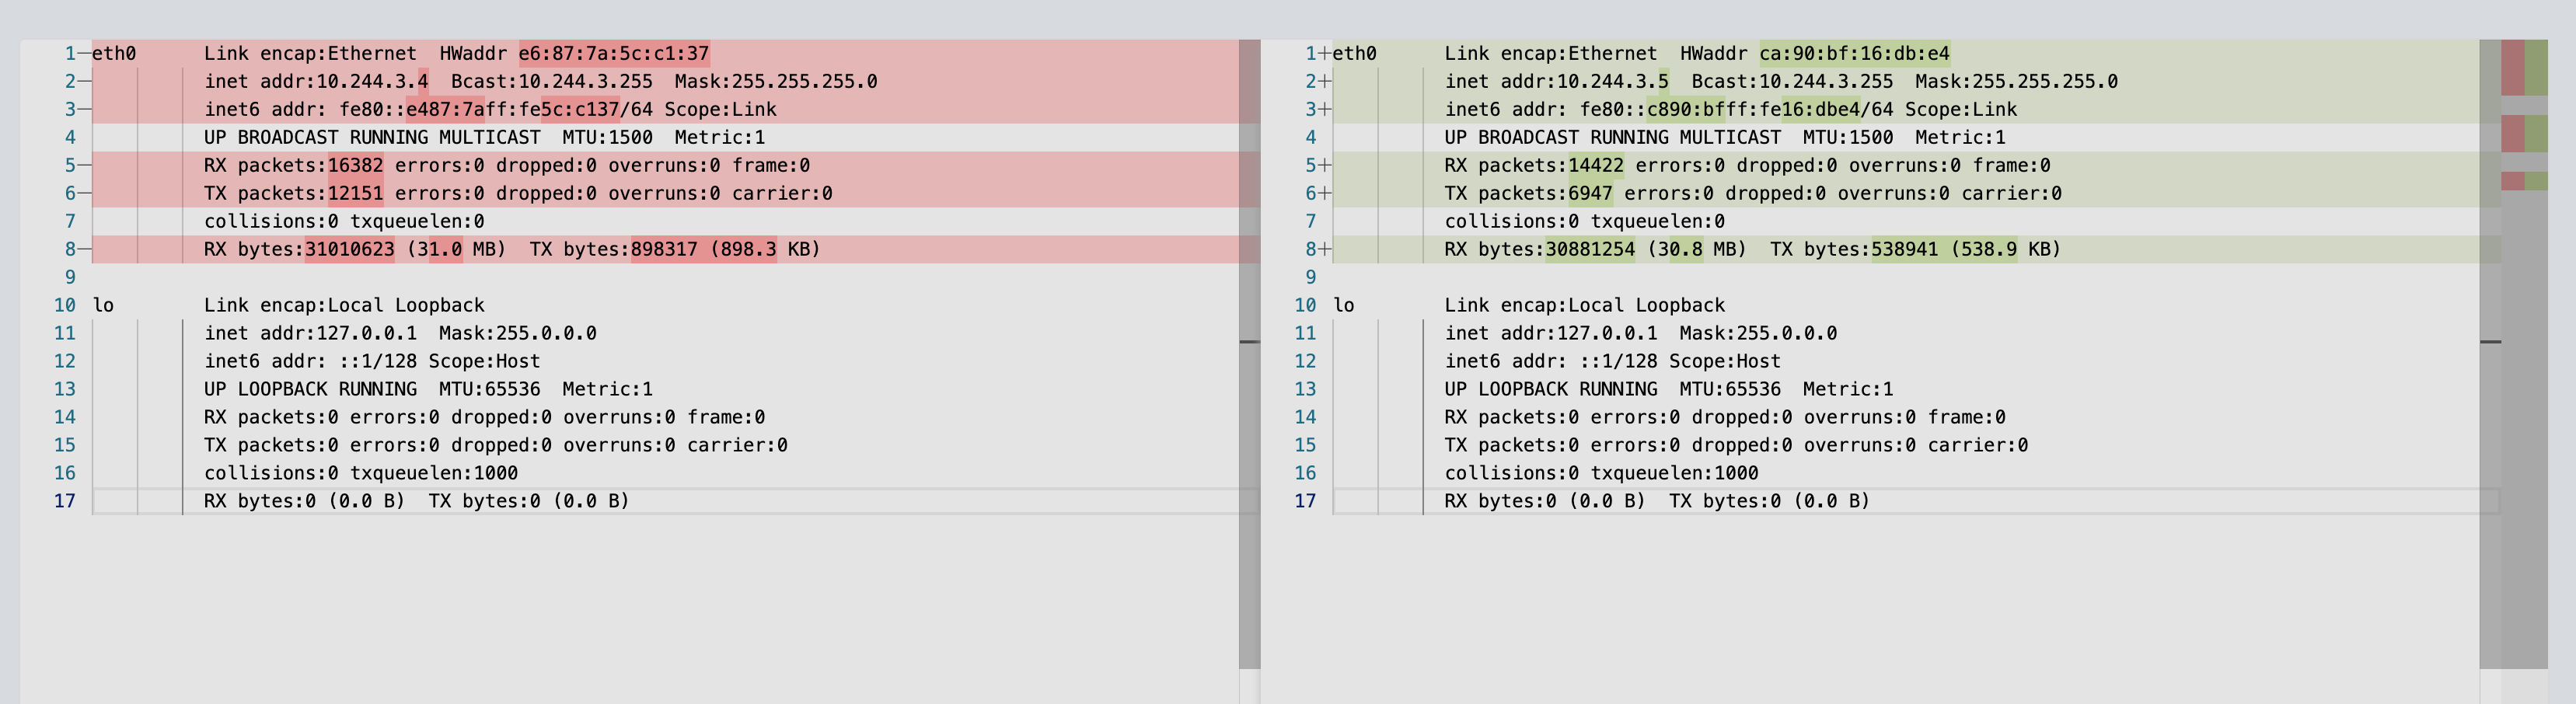 1 eth0      Link encap:Ethernet  HWaddr e6:87:7a:5c:c1:37
2           inet addr:10.244.3.4  Bcast:10.244.3.255  Mask:255.255.255.0
3           inet6 addr: fe80::e487:7aff:fe5c:c137/64 Scope:Link
4           UP BROADCAST RUNNING MULTICAST  MTU:1500  Metric:1
5           RX packets:16382 errors:0 dropped:0 overruns:0 frame:0
6           TX packets:12151 errors:0 dropped:0 overruns:0 carrier:0
7           collisions:0 txqueuelen:0
8           RX bytes:31010623 (31.0 MB)  TX bytes:898317 (898.3 KB)
9
10 lo        Link encap:Local Loopback
11           inet addr:127.0.0.1  Mask:255.0.0.0
12           inet6 addr: ::1/128 Scope:Host
13           UP LOOPBACK RUNNING  MTU:65536  Metric:1
14           RX packets:0 errors:0 dropped:0 overruns:0 frame:0
15           TX packets:0 errors:0 dropped:0 overruns:0 carrier:0
16           collisions:0 txqueuelen:1000
17           RX bytes:0 (0.0 B)  TX bytes:0 (0.0 B)
1+ eth0      Link encap:Ethernet  HWaddr ca:90:bf:16:db:e4
2+           inet addr:10.244.3.5  Bcast:10.244.3.255  Mask:255.255.255.0
3+           inet6 addr: fe80::c890:bfff:fe16:dbe4/64 Scope:Link
4           UP BROADCAST RUNNING MULTICAST  MTU:1500  Metric:1
5+           RX packets:14422 errors:0 dropped:0 overruns:0 frame:0
6+           TX packets:6947 errors:0 dropped:0 overruns:0 carrier:0
7           collisions:0 txqueuelen:0
8+           RX bytes:30881254 (30.8 MB)  TX bytes:538941 (538.9 KB)
9
10 lo        Link encap:Local Loopback
11           inet addr:127.0.0.1  Mask:255.0.0.0
12           inet6 addr: ::1/128 Scope:Host
13           UP LOOPBACK RUNNING  MTU:65536  Metric:1
14           RX packets:0 errors:0 dropped:0 overruns:0 frame:0
15           TX packets:0 errors:0 dropped:0 overruns:0 carrier:0
16           collisions:0 txqueuelen:1000
17           RX bytes:0 (0.0 B)  TX bytes:0 (0.0 B)